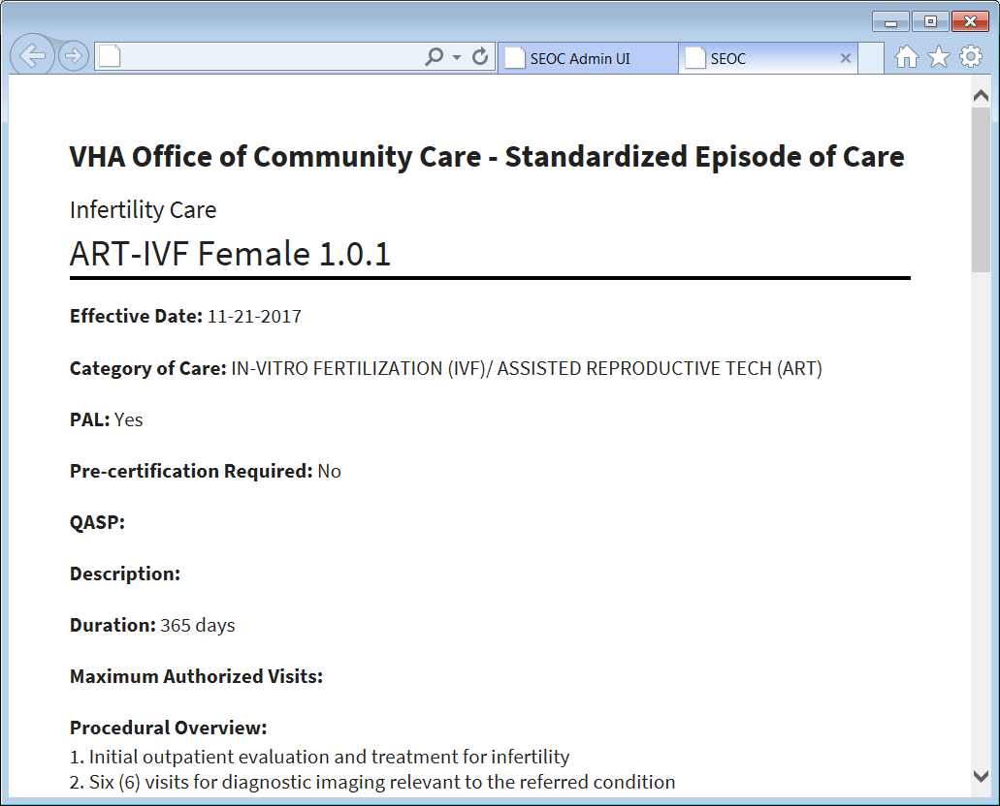 SEOC Admin UI
SEOC
VHA Office of Community Care - Standardized Episode of Care
Infertility Care
ART-IVF Female 1.0.1
Effective Date: 11-21-2017
Category of Care: IN-VITRO FERTILIZATION (IVF)/ ASSISTED REPRODUCTIVE TECH (ART)
PAL: Yes
Pre-certification Required: No
QASP:
Description:
Duration: 365 days
Maximum Authorized Visits:
Procedural Overview:
1. Initial outpatient evaluation and treatment for infertility
2. Six (6) visits for diagnostic imaging relevant to the referred condition